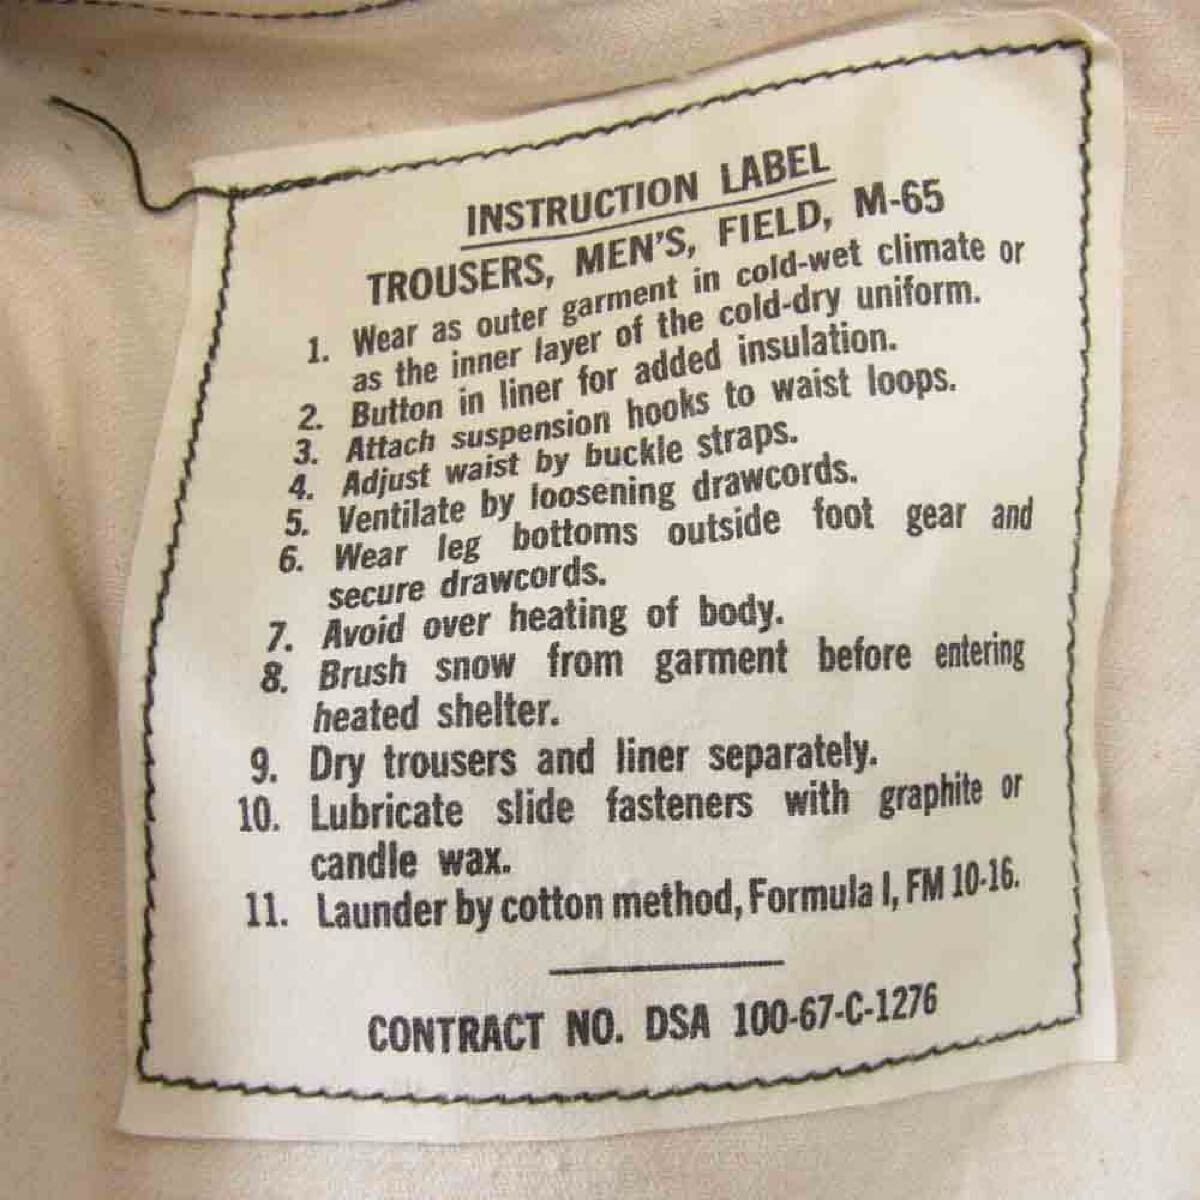 INSTRUCTION LABEL
TROUSERS, MEN'S, FIELD, M-65
1. Wear as outer garment in cold-wet climate or
as the inner layer of the cold-dry uniform.
2. Button in liner for added insulation.
3. Attach suspension hooks to waist loops.
4. Adjust waist by buckle straps.
5. Ventilate by loosening drawcords.
6. Wear leg bottoms outside foot gear and
secure drawcords.
7. Avoid over heating of body.
8. Brush snow from garment before entering
heated shelter.
9. Dry trousers and liner separately.
10. Lubricate slide fasteners with graphite or
candle wax.
11. Launder by cotton method, Formula I, FM 10-16.
CONTRACT NO. DSA 100-67-C-1276